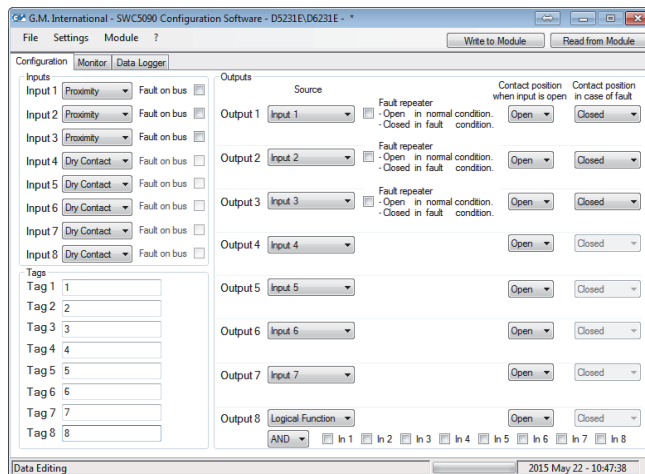 G.M. International - SWC5090 Configuration Software - D5231E\D6231E - *
File Settings Module ?
Write to Module Read from Module
Configuration Monitor Data Logger
Inputs
Input 1 Proximity Fault on bus
Input 2 Proximity Fault on bus
Input 3 Proximity Fault on bus
Input 4 Dry Contact Fault on bus
Input 5 Dry Contact Fault on bus
Input 6 Dry Contact Fault on bus
Input 7 Dry Contact Fault on bus
Input 8 Dry Contact Fault on bus
Tags
Tag 1 1
Tag 2 2
Tag 3 3
Tag 4 4
Tag 5 5
Tag 6 6
Tag 7 7
Tag 8 8
Outputs
Source
Contact position
when input is open
Contact position
in case of fault
Fault repeater
Output 1 Input 1 - Open in normal condition. Open Closed
- Closed in fault condition.
Fault repeater
Output 2 Input 2 - Open in normal condition. Open Closed
- Closed in fault condition.
Fault repeater
Output 3 Input 3 - Open in normal condition. Open Closed
- Closed in fault condition.
Output 4 Input 4 Open Closed
Output 5 Input 5 Open Closed
Output 6 Input 6 Open Closed
Output 7 Input 7 Open Closed
Output 8 Logical Function Open Closed
AND In 1 In 2 In 3 In 4 In 5 In 6 In 7 In 8
Data Editing 2015 May 22 - 10:47:38